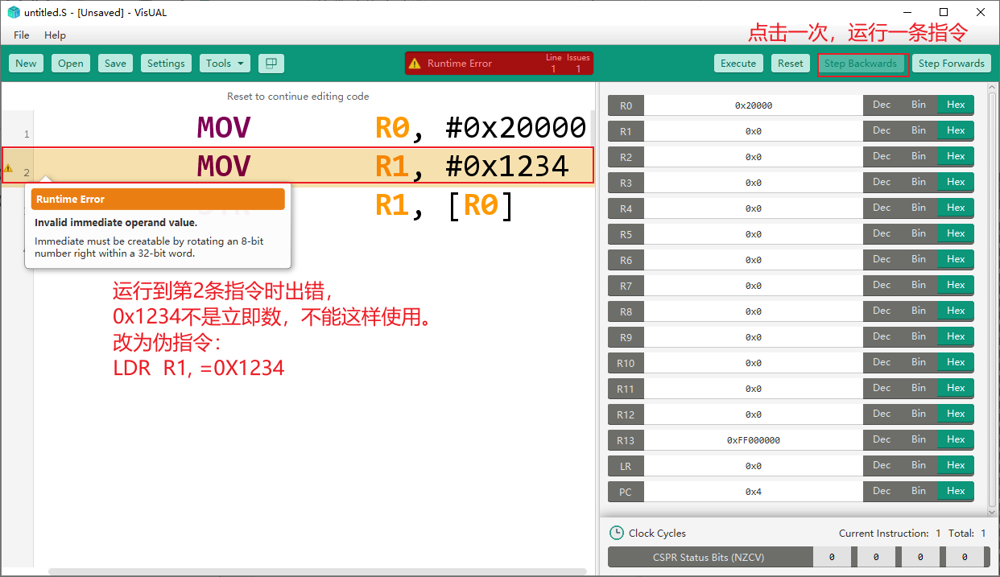 untitled.S - [Unsaved] - VisUAL
File Help
点击一次，运行一条指令
New Open Save Settings Tools
Runtime Error
Line Issues
1 1
Execute Reset Step Backwards Step Forwards
Reset to continue editing code
1 MOV R0, #0x20000
2 MOV R1, #0x1234
R1, [R0]
Runtime Error
Invalid immediate operand value.
Immediate must be creatable by rotating an 8-bit
number right within a 32-bit word.
运行到第2条指令时出错，
0x1234不是立即数，不能这样使用。
改为伪指令：
LDR R1, =0X1234
R0 0x20000 Dec Bin Hex
R1 0x0 Dec Bin Hex
R2 0x0 Dec Bin Hex
R3 0x0 Dec Bin Hex
R4 0x0 Dec Bin Hex
R5 0x0 Dec Bin Hex
R6 0x0 Dec Bin Hex
R7 0x0 Dec Bin Hex
R8 0x0 Dec Bin Hex
R9 0x0 Dec Bin Hex
R10 0x0 Dec Bin Hex
R11 0x0 Dec Bin Hex
R12 0x0 Dec Bin Hex
R13 0xFF000000 Dec Bin Hex
LR 0x0 Dec Bin Hex
PC 0x4 Dec Bin Hex
Clock Cycles Current Instruction: 1 Total: 1
CSPR Status Bits (NZCV) 0 0 0 0